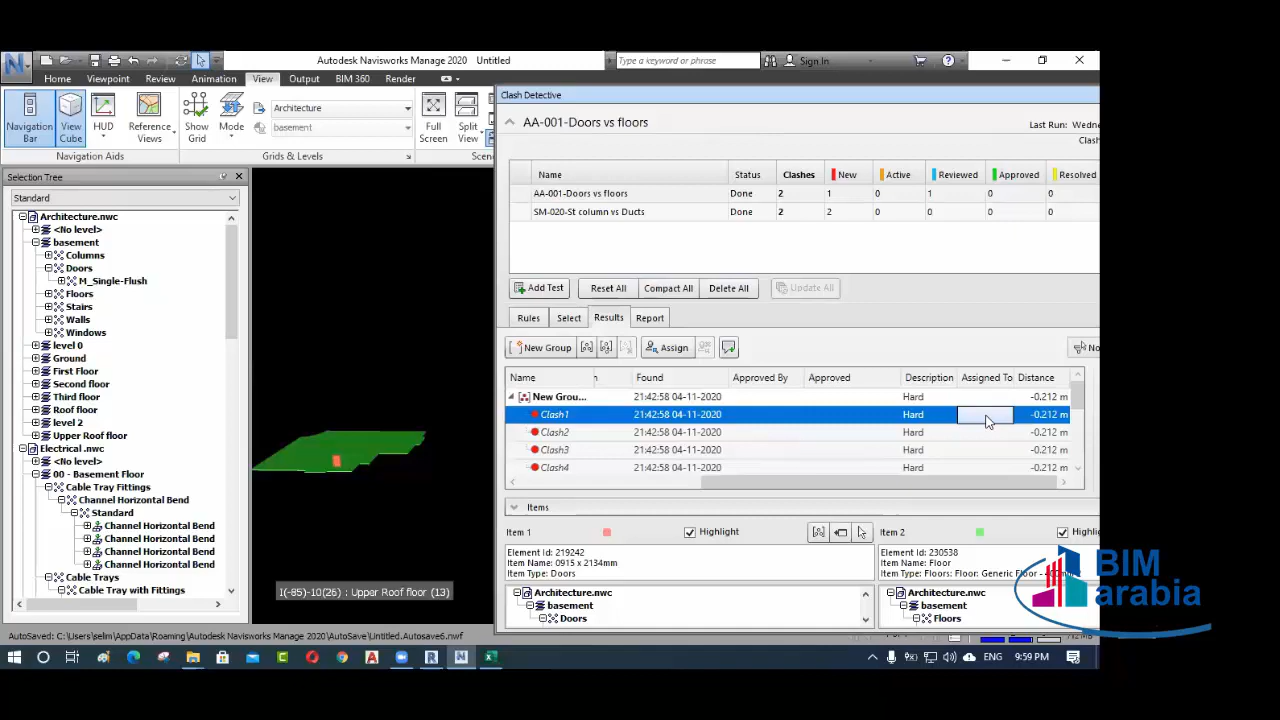 Autodesk Navisworks Manage 2020 Untitled
Type a keyword or phrase
Sign In
Home Viewpoint Review Animation View Output BIM 360 Render
Navigation Bar
View Cube
HUD
Reference Views
Navigation Aids
Show Grid
Mode
Architecture
basement
Grids & Levels
Full Screen
Split View
Scen
Selection Tree
Standard
Architecture.nwc
<No level>
basement
Columns
Doors
M_Single-Flush
Floors
Stairs
Walls
Windows
level 0
Ground
First Floor
Second floor
Third floor
Roof floor
level 2
Upper Roof floor
Electrical .nwc
<No level>
00 - Basement Floor
Cable Tray Fittings
Channel Horizontal Bend
Standard
Channel Horizontal Bend
Channel Horizontal Bend
Channel Horizontal Bend
Channel Horizontal Bend
Cable Trays
Cable Tray with Fittings
I(-85)-10(26) : Upper Roof floor (13)
Clash Detective
AA-001-Doors vs floors
Last Run: Wedne
Clash
Name Status Clashes New Active Reviewed Approved Resolved
AA-001-Doors vs floors Done 2 1 0 1 0 0
SM-020-St column vs Ducts Done 2 2 0 0 0 0
Add Test Reset All Compact All Delete All Update All
Rules Select Results Report
New Group Assign No
Name Found Approved By Approved Description Assigned To Distance
New Grou... 21:42:58 04-11-2020 Hard -0.212 m
Clash1 21:42:58 04-11-2020 Hard -0.212 m
Clash2 21:42:58 04-11-2020 Hard -0.212 m
Clash3 21:42:58 04-11-2020 Hard -0.212 m
Clash4 21:42:58 04-11-2020 Hard -0.212 m
Items
Item 1 Highlight
Element Id: 219242
Item Name: 0915 x 2134mm
Item Type: Doors
Architecture.nwc
basement
Doors
Item 2 Highli
Element Id: 230538
Item Name: Floor
Item Type: Floors: Floor: Generic Floor - 400
Architecture.nwc
basement
Floors
BIM
arabia
AutoSaved: C:\Users\selim\AppData\Roaming\Autodesk Navisworks Manage 2020\AutoSave\Untitled.Autosave6.nwf
ENG 9:59 PM